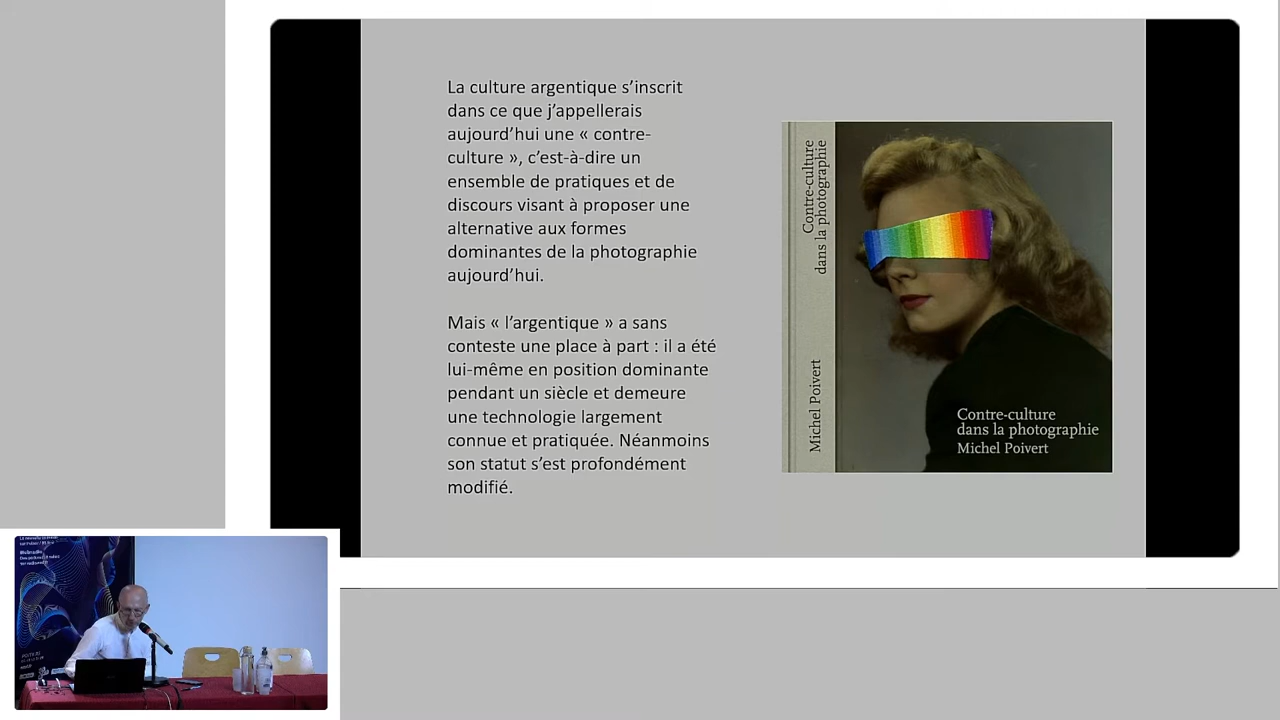 La culture argentique s’inscrit
dans ce que j’appellerais
aujourd’hui une « contre-
culture », c’est-à-dire un
ensemble de pratiques et de
discours visant à proposer une
alternative aux formes
dominantes de la photographie
aujourd’hui.
Mais « l’argentique » a sans
conteste une place à part : il a été
lui-même en position dominante
pendant un siècle et demeure
une technologie largement
connue et pratiquée. Néanmoins
son statut s’est profondément
modifié.
Contre-culture
dans la photographie
Michel Poivert
Contre-culture
dans la photographie
Michel Poivert